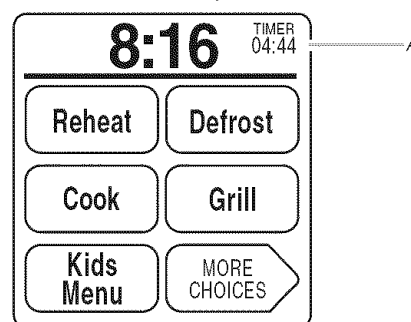 8:16
TIMER
04:44
A
Reheat
Defrost
Cook
Grill
Kids
Menu
MORE
CHOICES